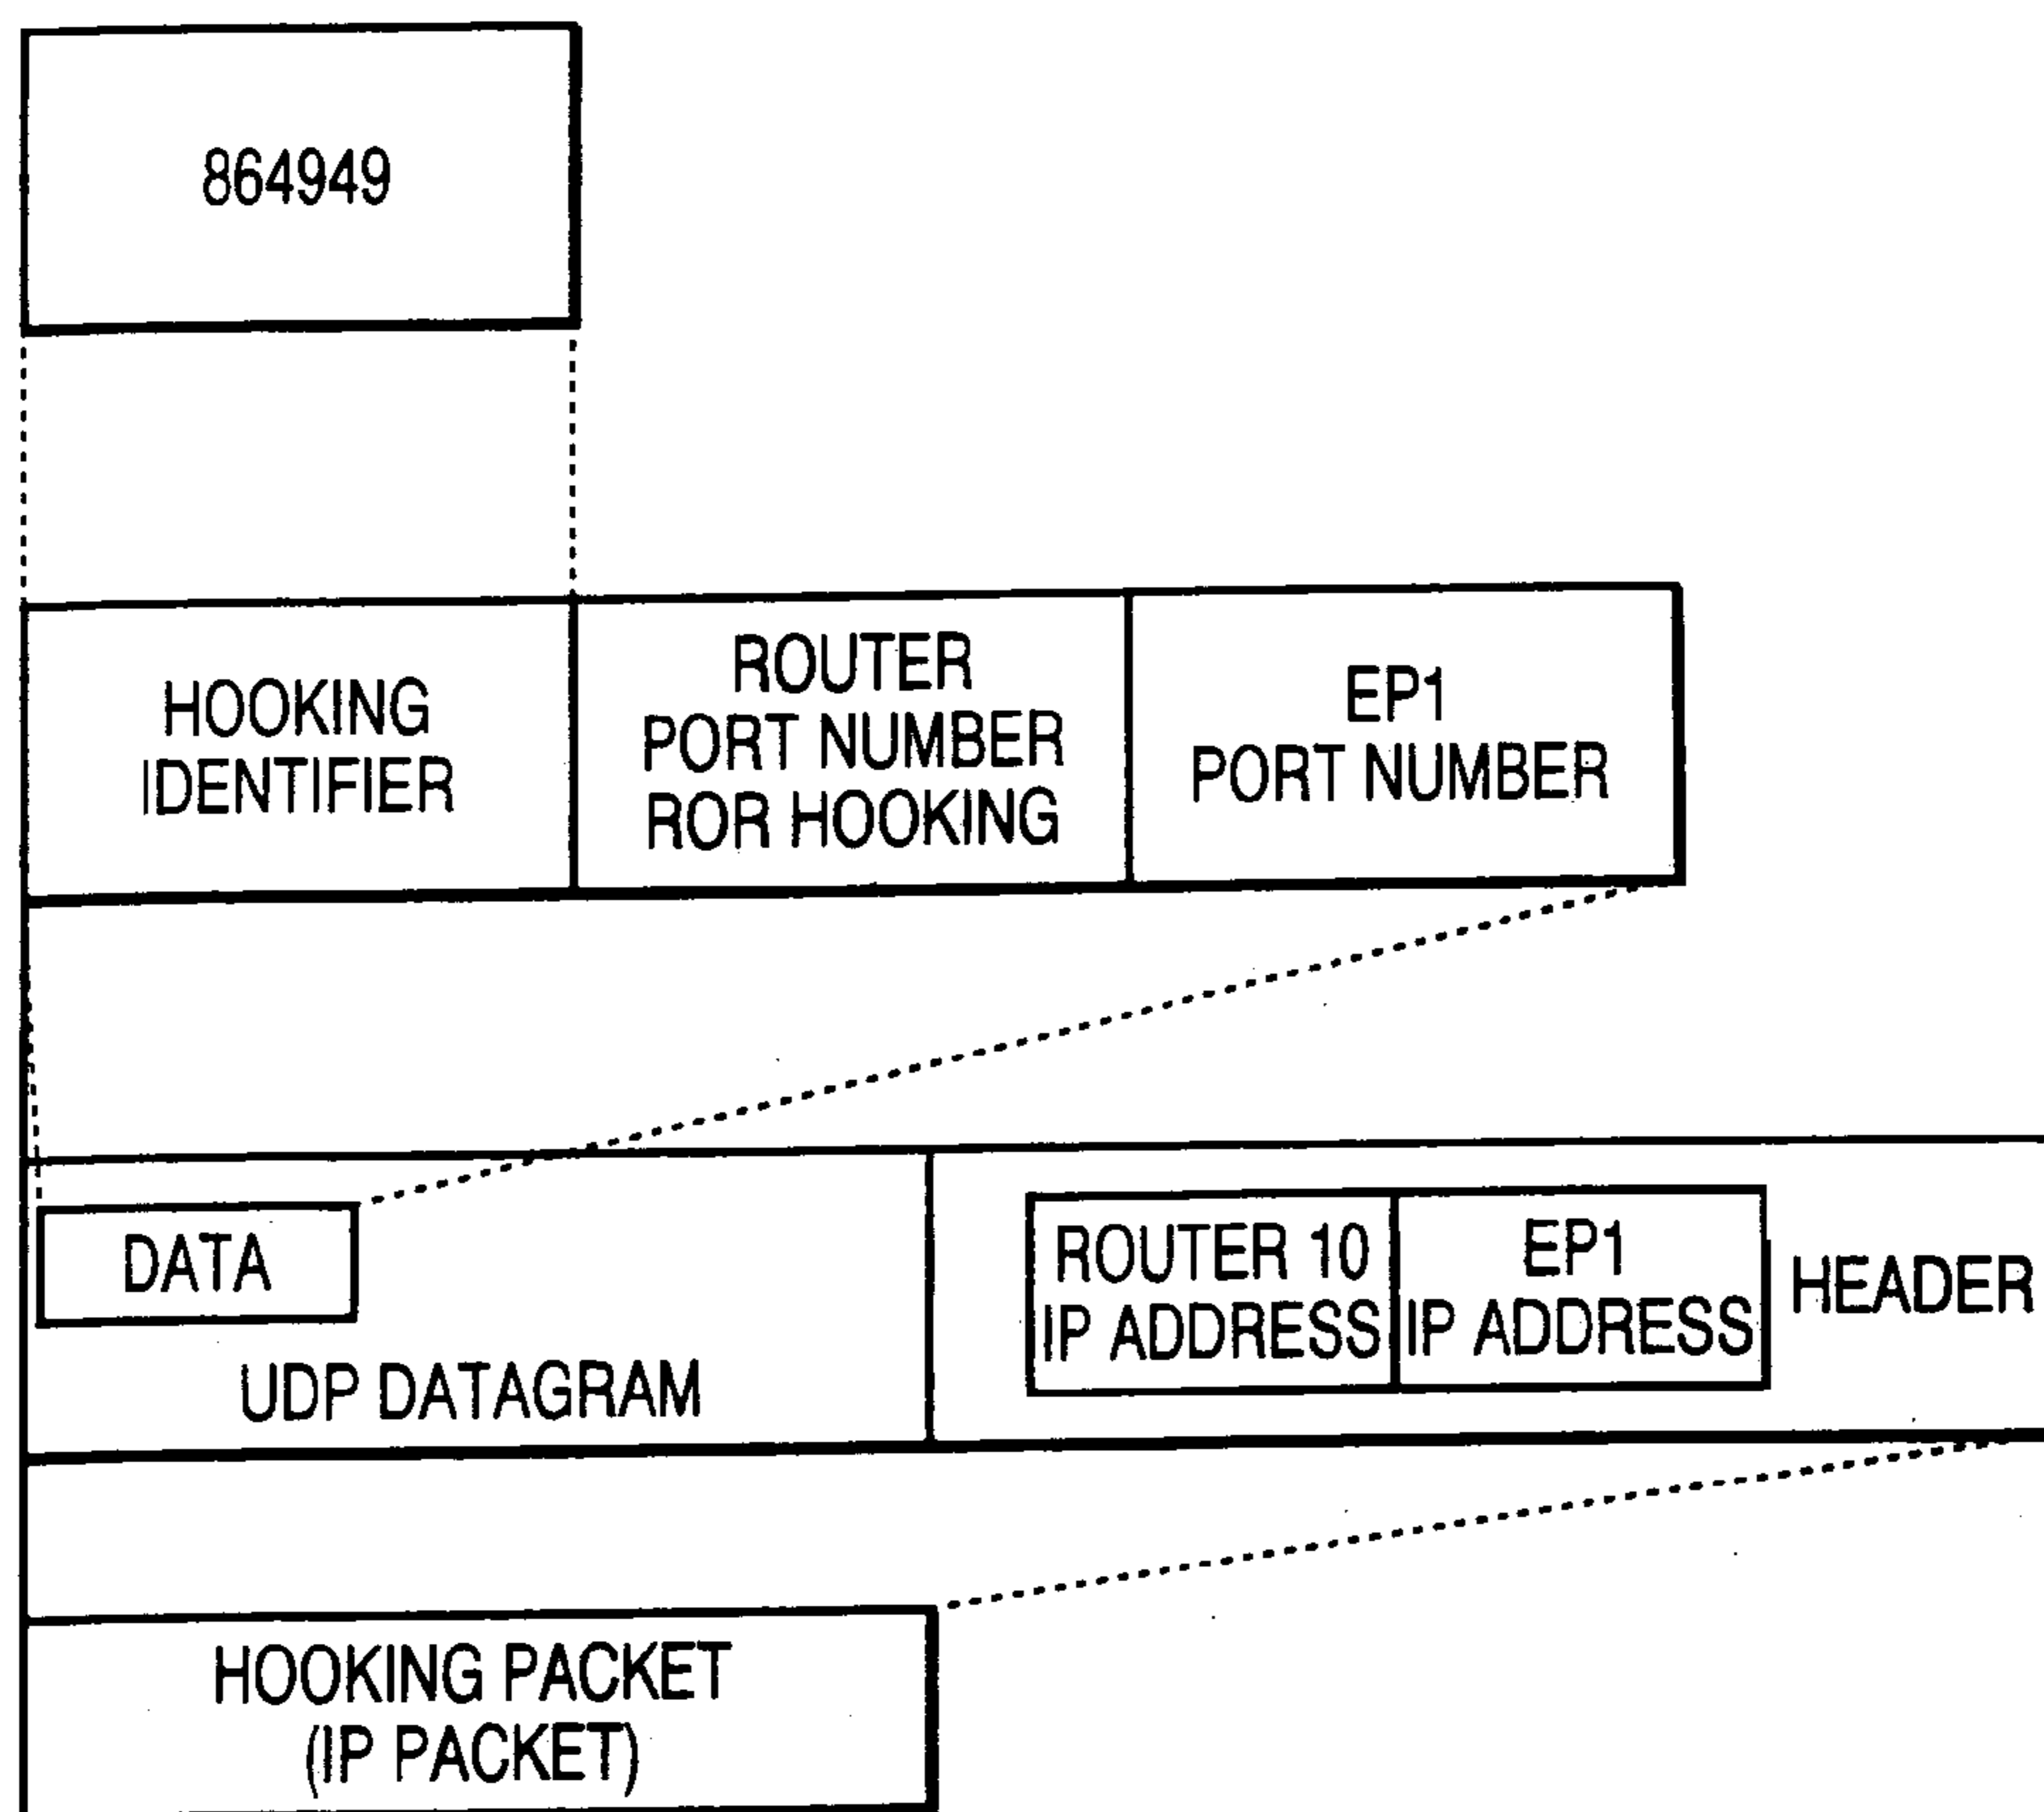 864949
HOOKING
IDENTIFIER
ROUTER
PORT NUMBER
ROR HOOKING
EP1
PORT NUMBER
DATA
UDP DATAGRAM
ROUTER 10
IP ADDRESS
EP1
IP ADDRESS
HEADER
HOOKING PACKET
(IP PACKET)